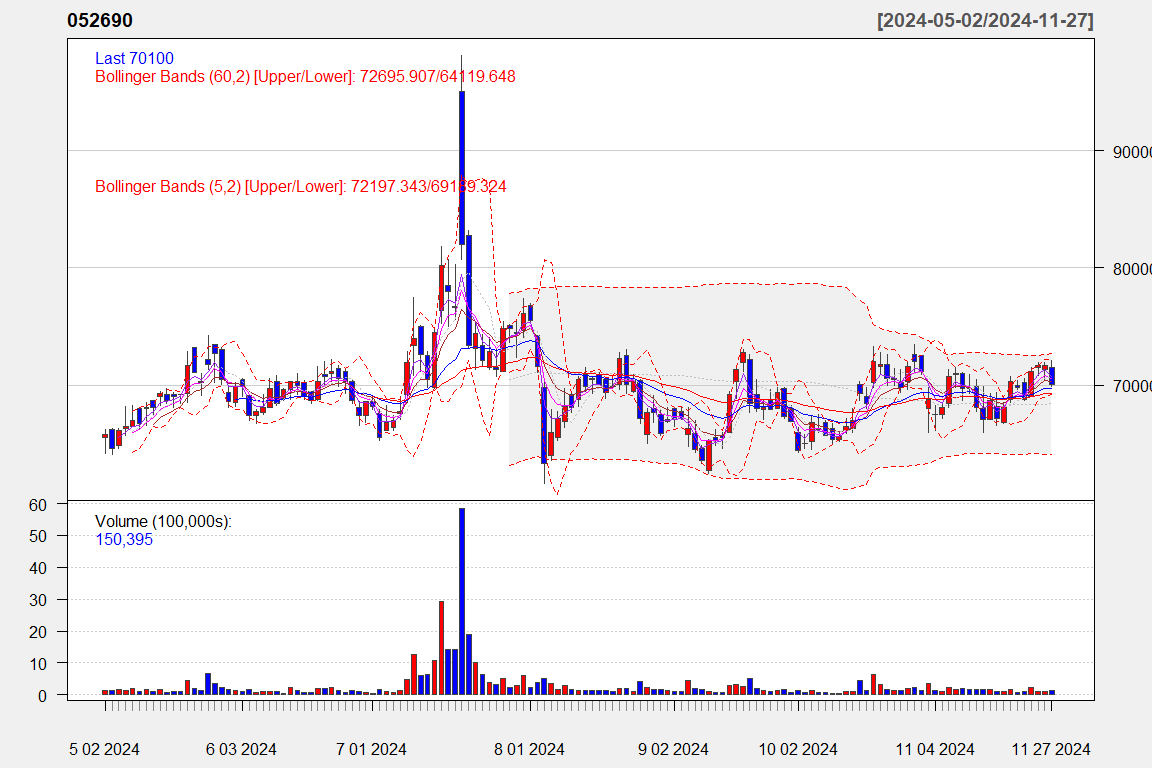 052690 [2024-05-02/2024-11-27]
Last 70100
Bollinger Bands (60,2) [Upper/Lower]: 72695.907/64119.648
Bollinger Bands (5,2) [Upper/Lower]: 72197.343/69189.324
90000
80000
70000
60
Volume (100,000s):
150,395
50
40
30
20
10
0
5 02 2024 6 03 2024 7 01 2024 8 01 2024 9 02 2024 10 02 2024 11 04 2024 11 27 2024